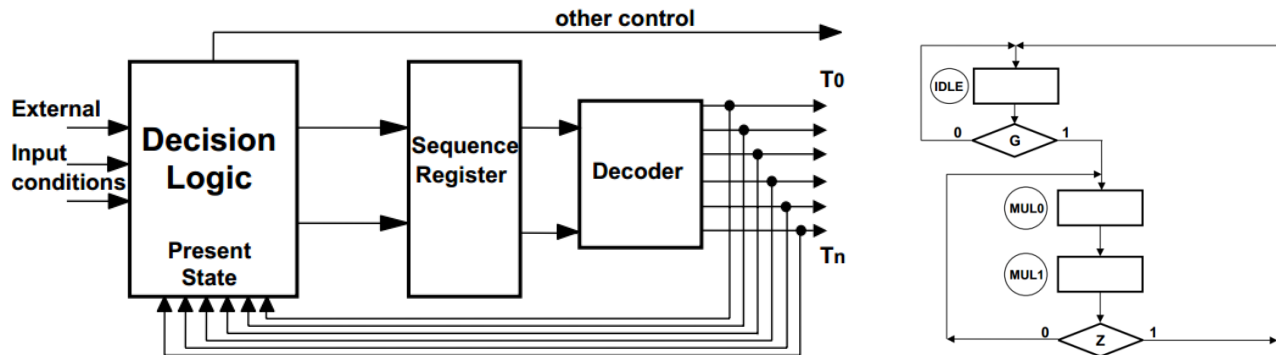 other control
T0
External
Input
conditions
Decision
Logic
Present
State
Sequence
Register
Decoder
Tn
IDLE
0
G
1
MUL0
MUL1
0
Z
1